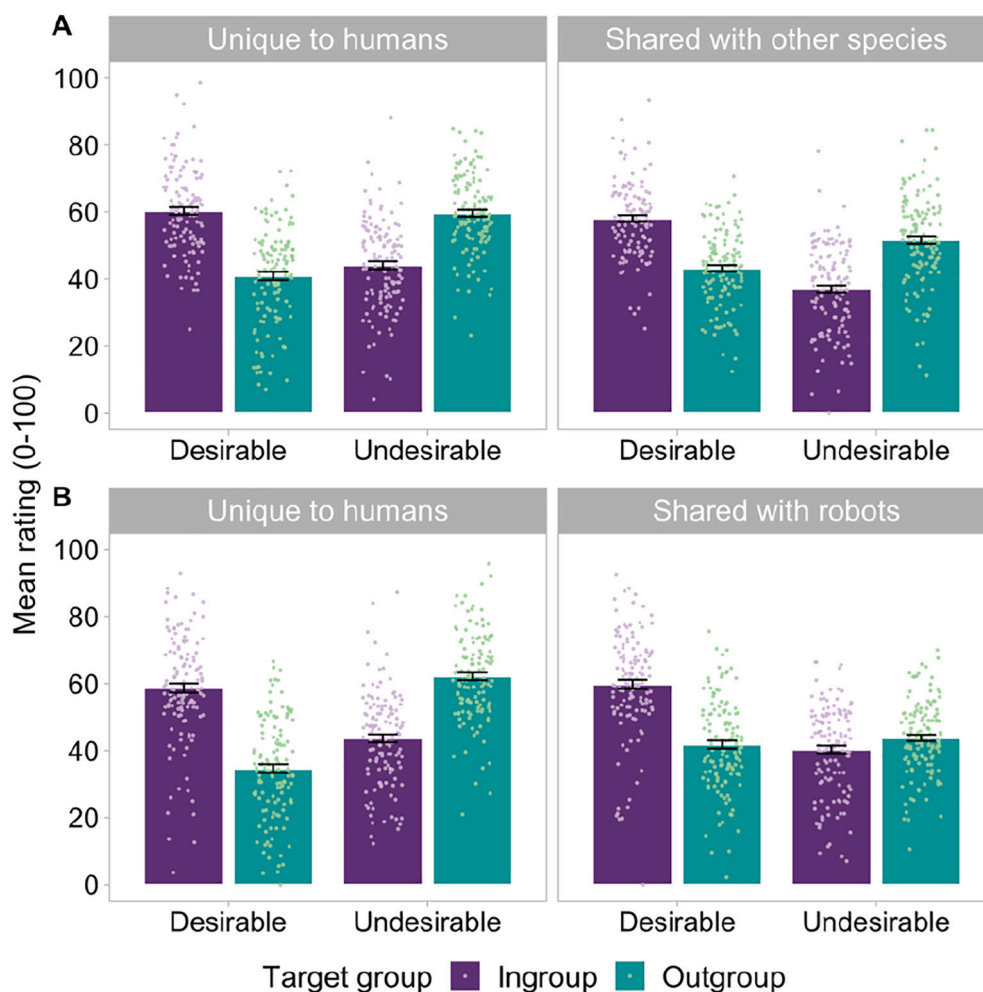 A
Unique to humans Shared with other species
100
80
60
40
20
0
Desirable Undesirable Desirable Undesirable
Mean rating (0-100)
B
Unique to humans Shared with robots
100
80
60
40
20
0
Desirable Undesirable Desirable Undesirable
Target group Ingroup Outgroup